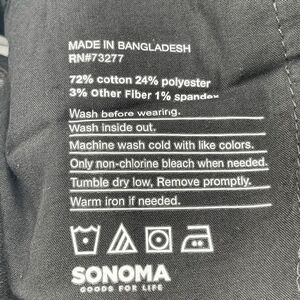 MADE IN BANGLADESH
RN#73277
72% cotton 24% polyester
3% Other Fiber 1% spandex
Wash before wearing.
Wash inside out.
Machine wash cold with like colors.
Only non-chlorine bleach when needed.
Tumble dry low, Remove promptly.
Warm iron if needed.
SONOMA
GOODS FOR LIFE